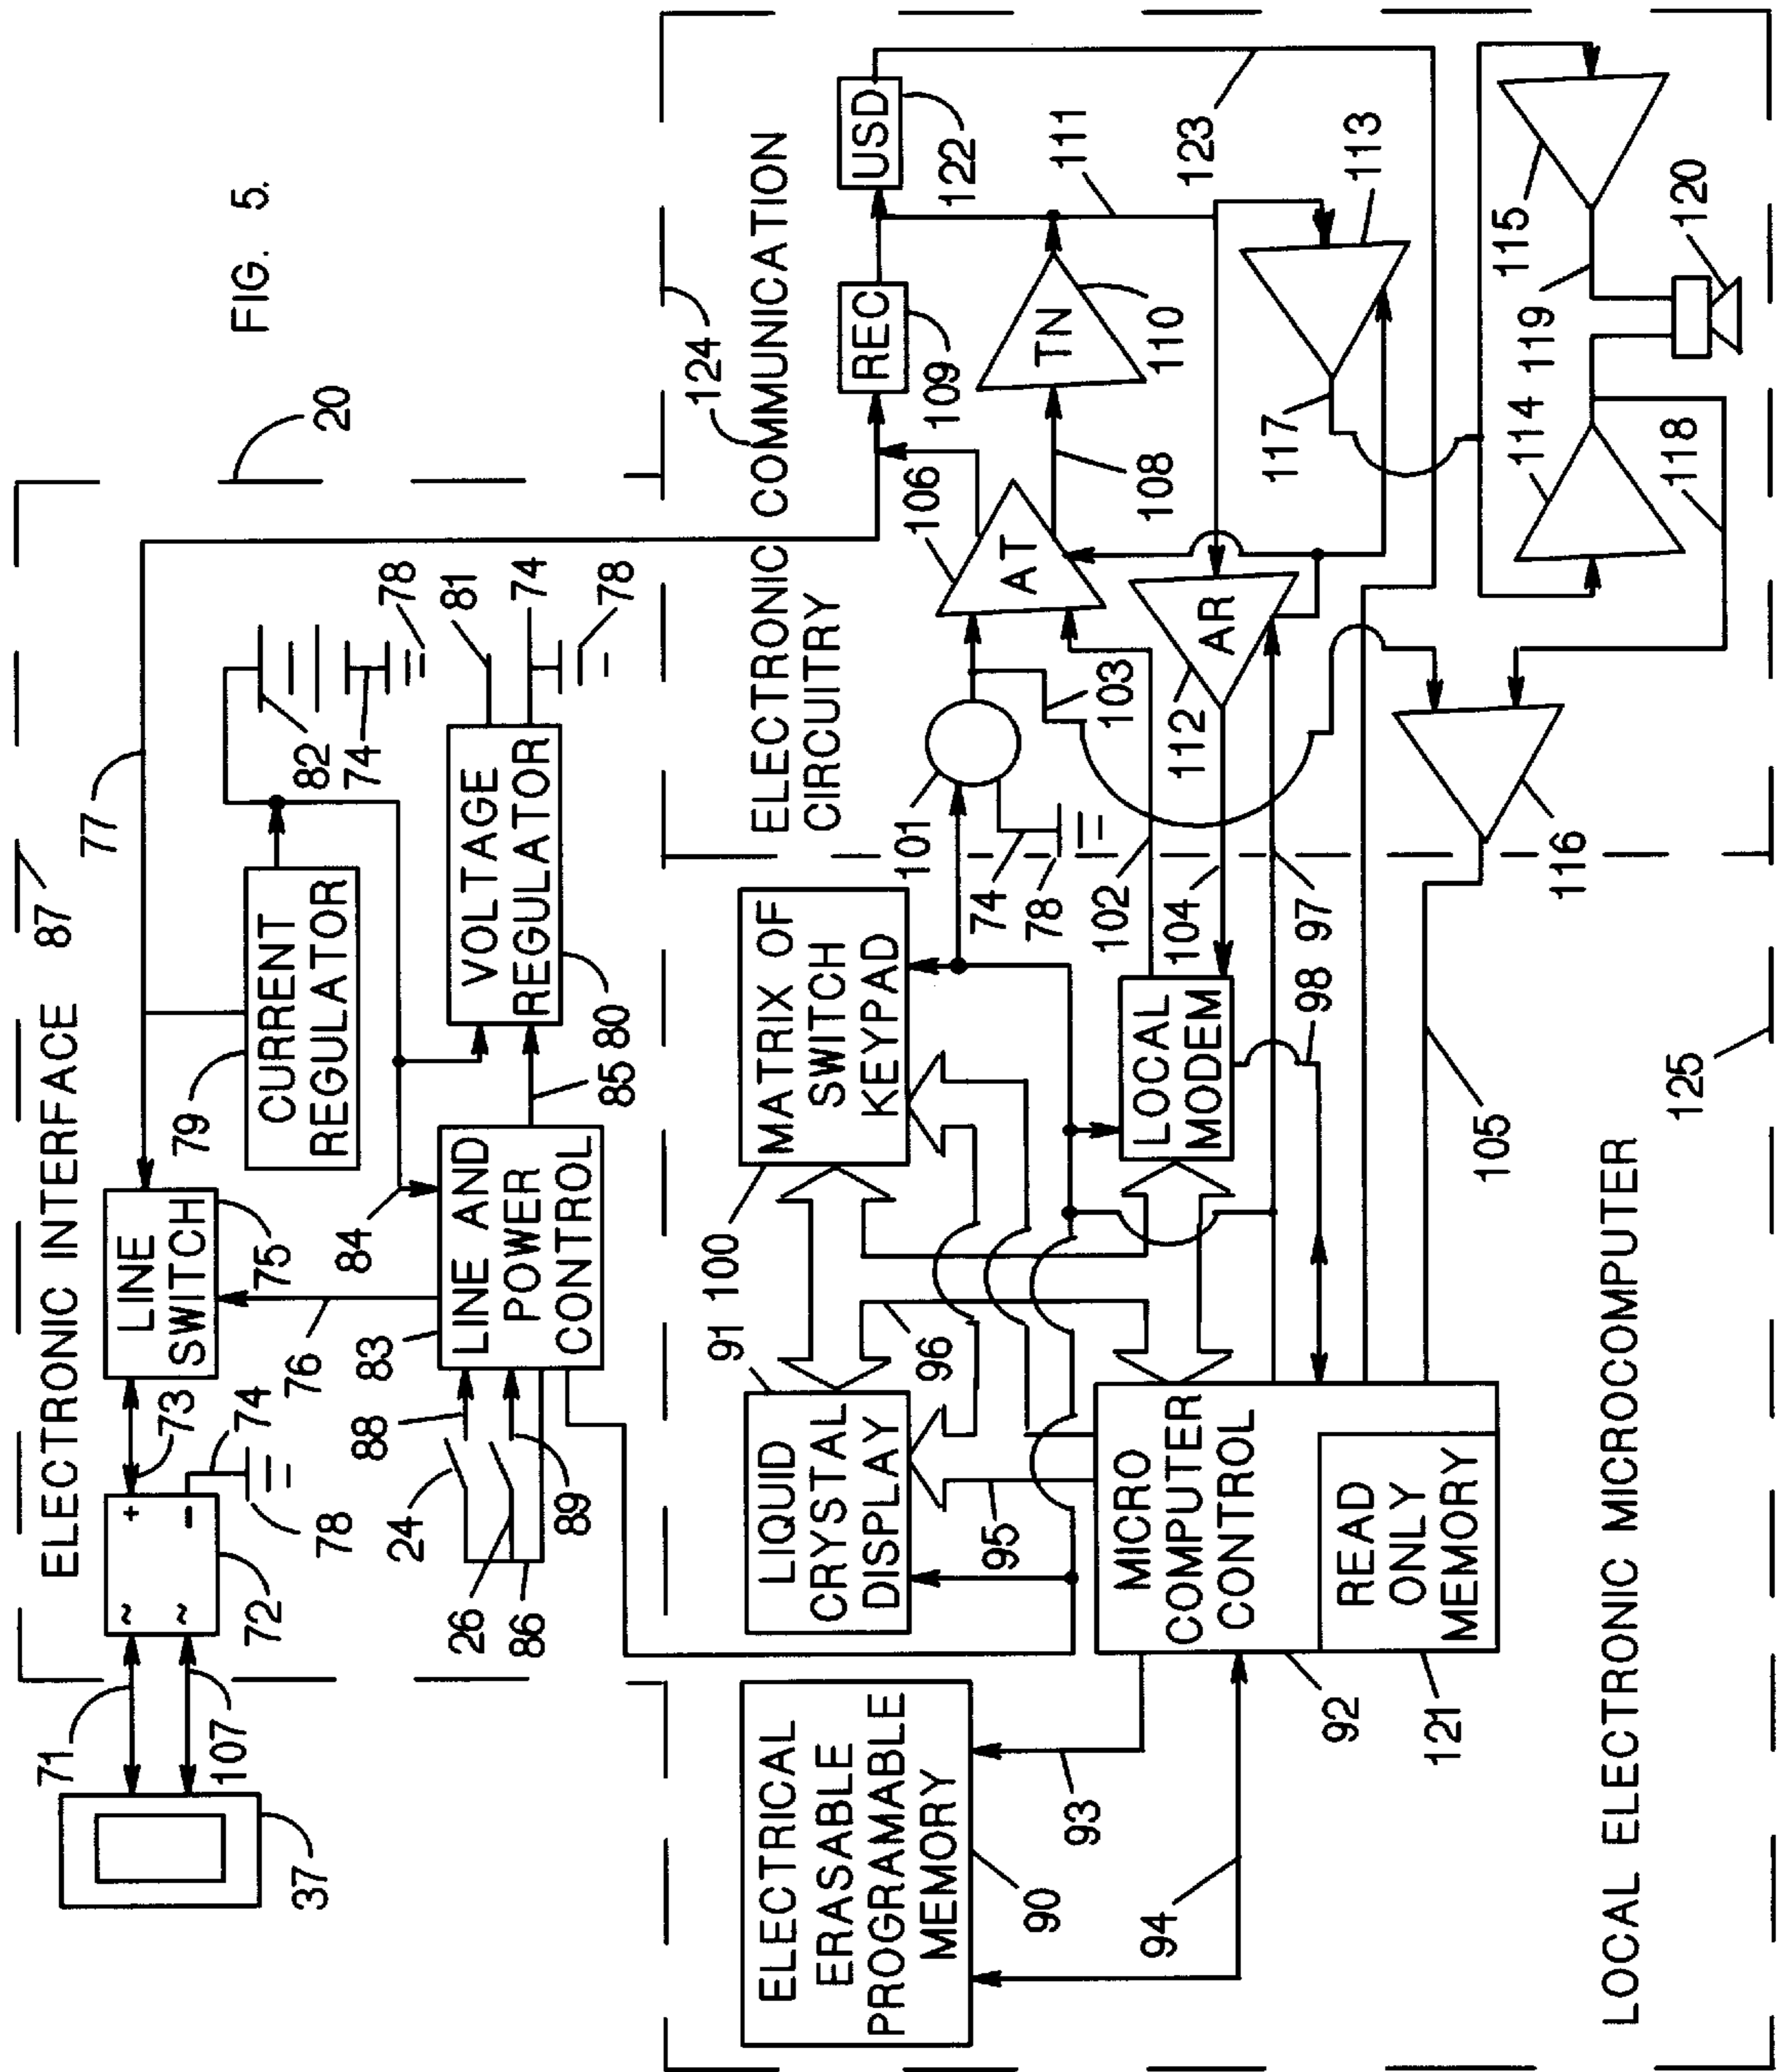 FIG. 5.
20
ELECTRONIC INTERFACE 87
77
37
71
107
72
~
~
+
−
73
74
78
LINE
SWITCH
75
76
CURRENT
REGULATOR
79
82
74
78
81
74
78
VOLTAGE
REGULATOR
80
84
85
LINE AND
POWER
CONTROL
83
88
24
26
86
89
ELECTRONIC COMMUNICATION
CIRCUITRY
124
REC
109
USD
122
TN
110
111
123
113
AT
106
108
AR
112
117
115
119
120
114
118
116
101
103
74
78
102
104
97
98
105
MATRIX OF
SWITCH
KEYPAD
100
LIQUID
CRYSTAL
DISPLAY
91
95
96
LOCAL
MODEM
MICRO
COMPUTER
CONTROL
92
READ
ONLY
MEMORY
121
ELECTRICAL
ERASABLE
PROGRAMABLE
MEMORY
90
93
94
LOCAL ELECTRONIC MICROCOMPUTER
125